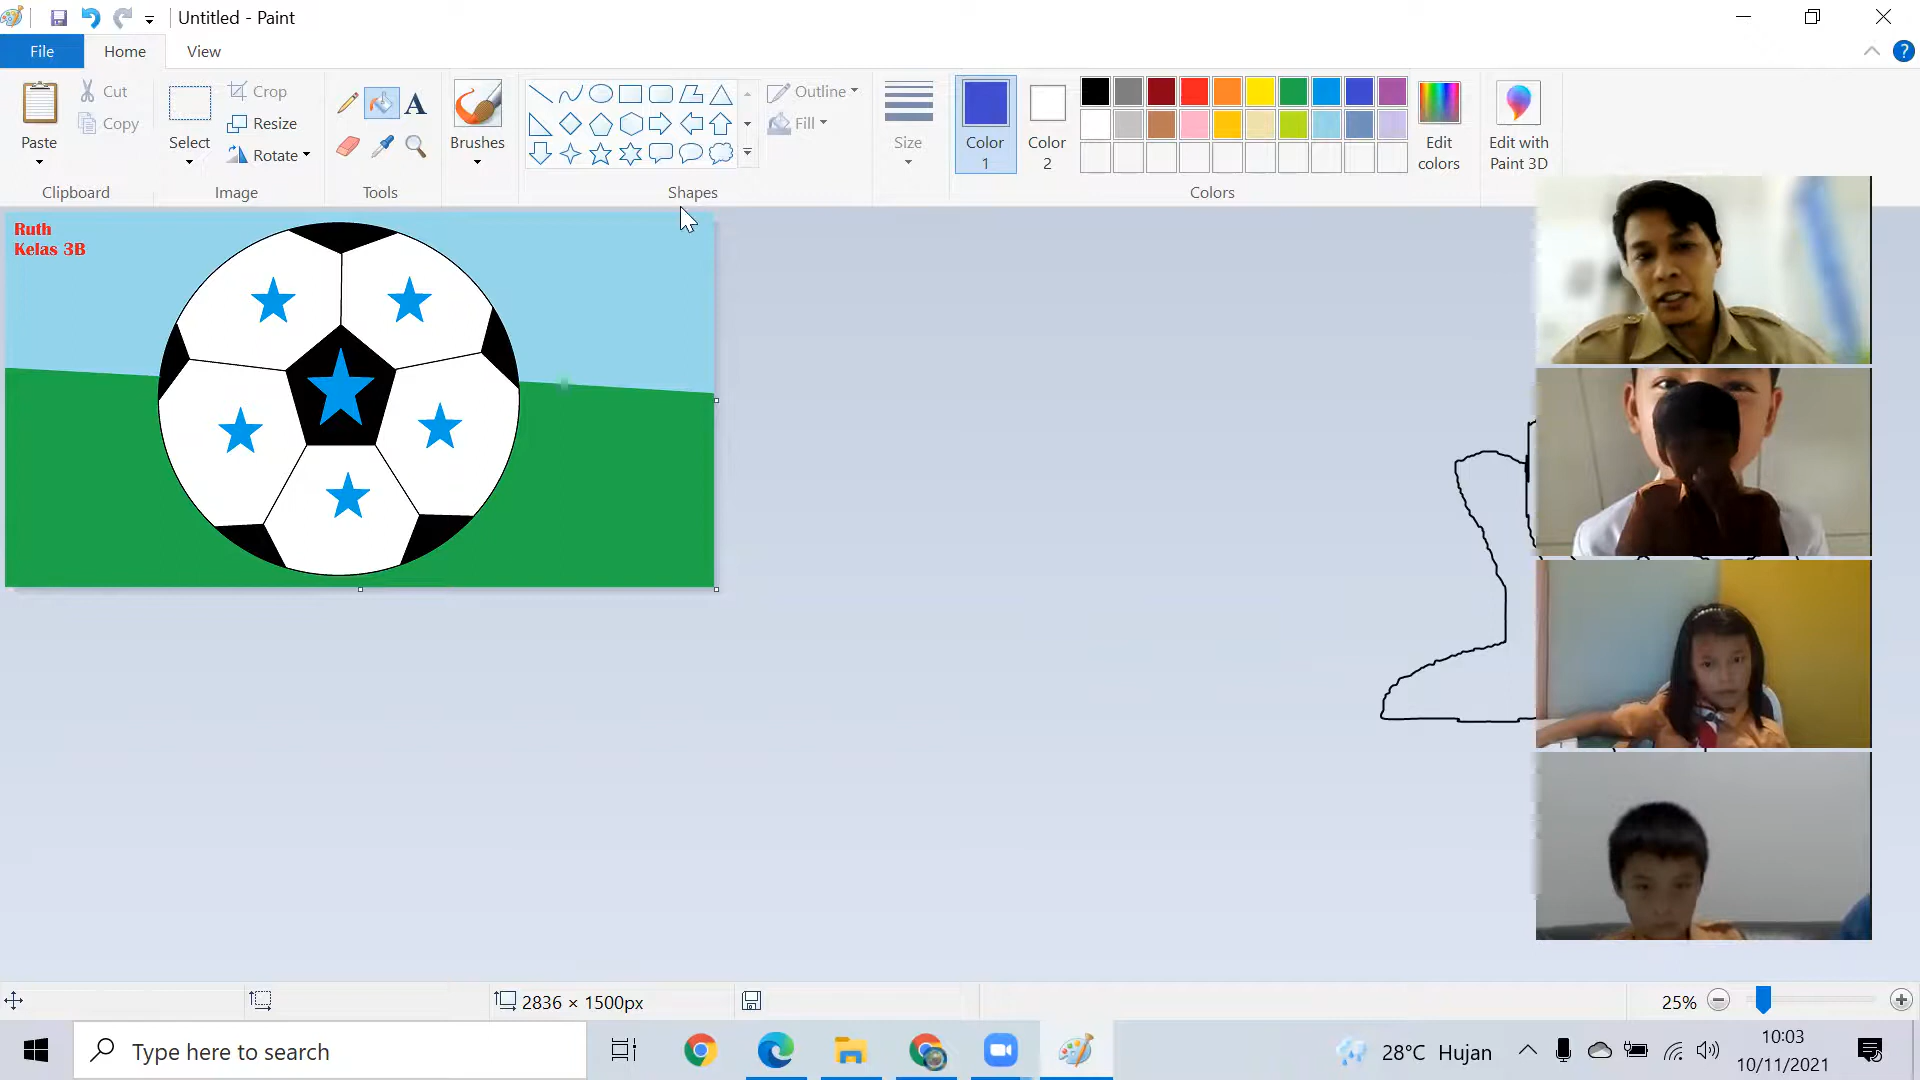 Untitled - Paint
File
Home
View
Paste
Cut
Copy
Clipboard
Select
Crop
Resize
Rotate
Image
A
Tools
Brushes
Outline
Fill
Shapes
Size
Color
1
Color
2
Edit
colors
Colors
Edit with
Paint 3D
Ruth
Kelas 3B
2836 × 1500px
25%
Type here to search
28°C Hujan
10:03
10/11/2021